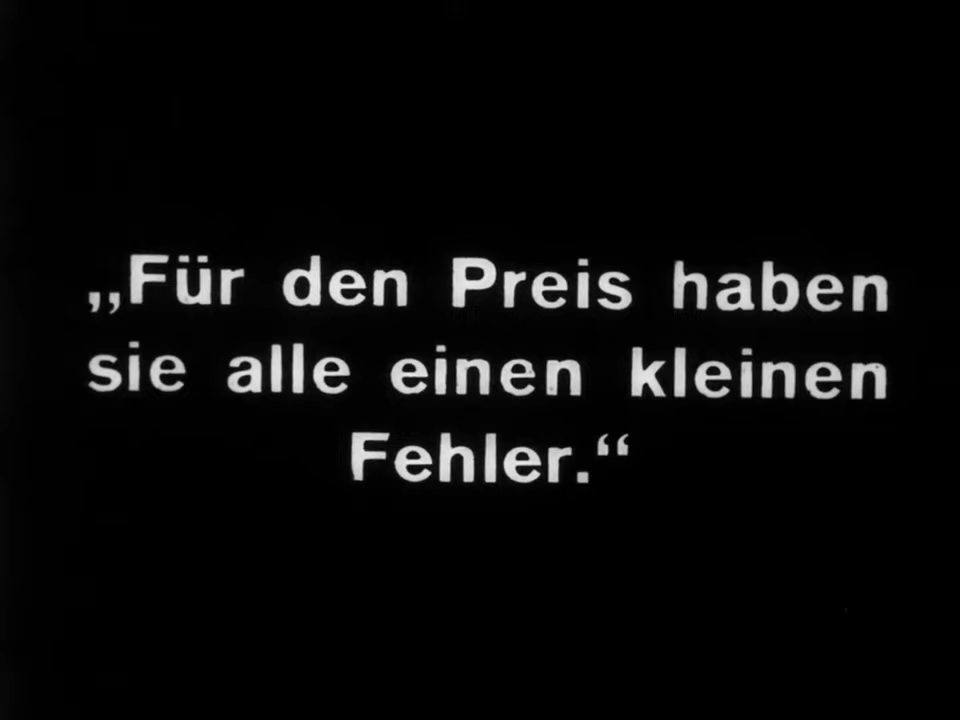 „Für den Preis haben
sie alle einen kleinen
Fehler.“